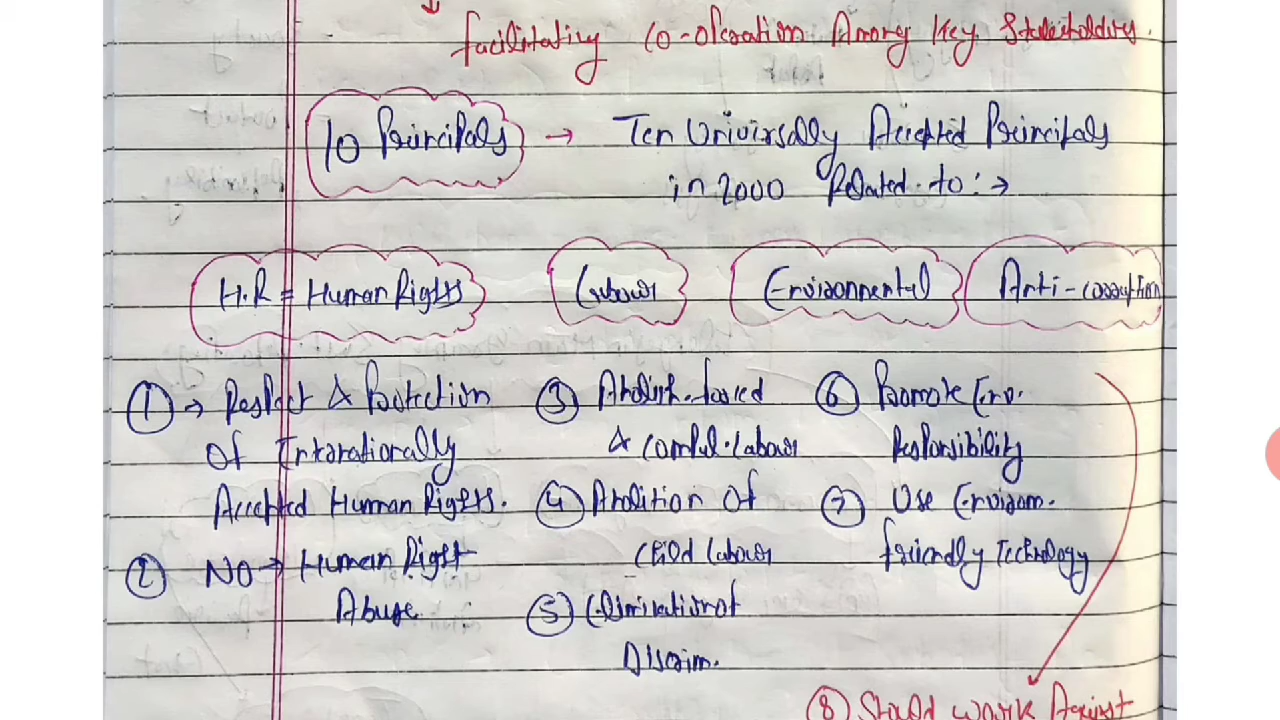 Facilitating Co-operation Among Key Stakeholders.
10 Principals → Ten Universally Accepted Principals
in 2000 Related to : →
H.R = Human Rights Labour Environmental Anti-corruption
① → Respect & Protection
Of Internationally
Accepted Human Rights.
② NO → Human Right
Abuse
③ Abolish forced
& compul. Labour
④ Abolition Of
Child Labour
⑤ Elimination of
Discrim.
⑥ Promote Env.
Responsibility
⑦ Use Environ.
friendly Technology
⑧ Should work Against